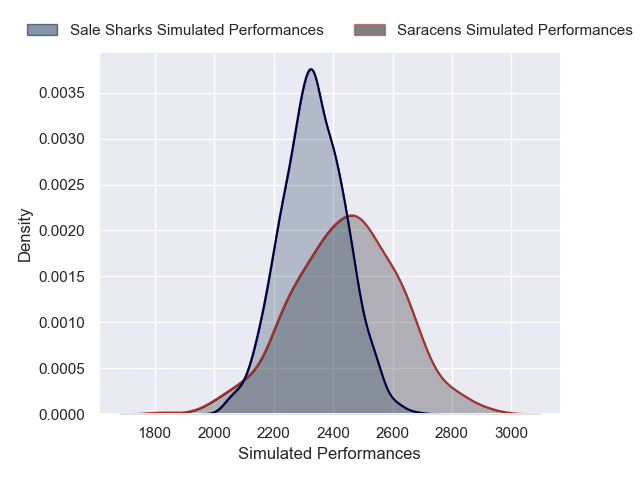 Sale Sharks Simulated Performances Saracens Simulated Performances
0.0035
0.0030
0.0025
0.0020
0.0015
0.0010
0.0005
0.0000
Density
1800 2000 2200 2400 2600 2800 3000
Simulated Performances